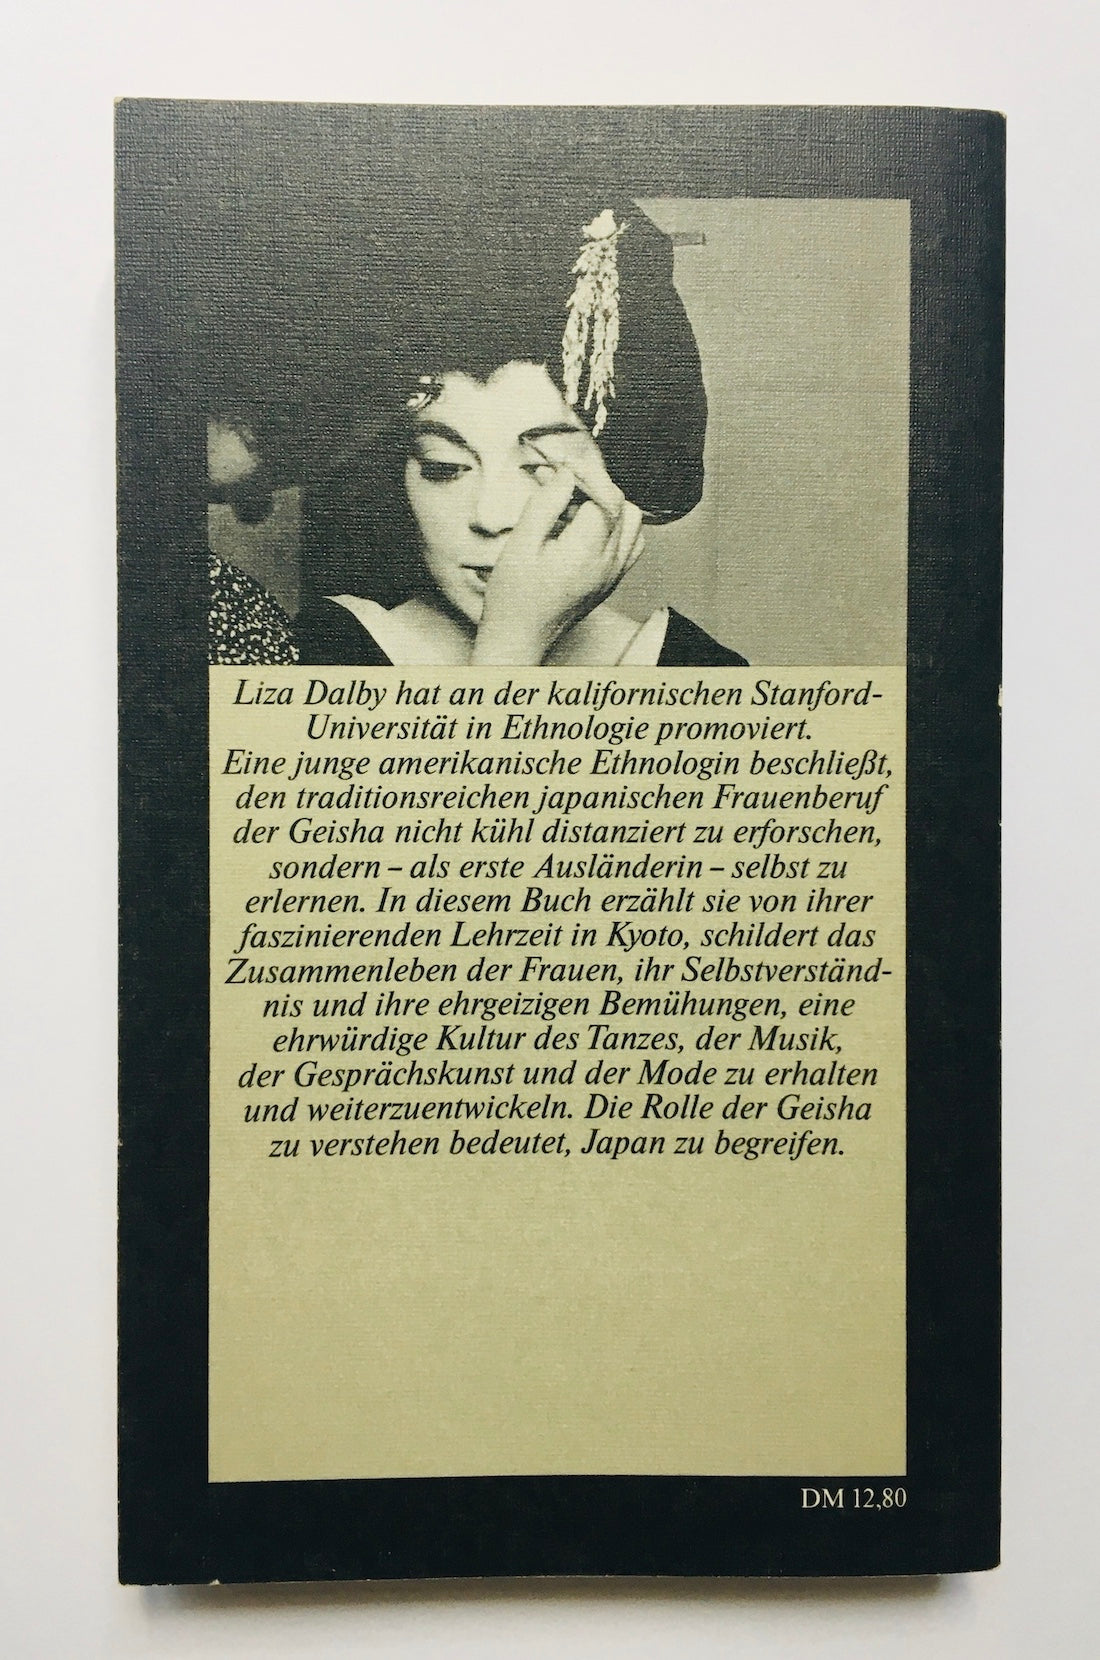 Liza Dalby hat an der kalifornischen Stanford-
Universität in Ethnologie promoviert.
Eine junge amerikanische Ethnologin beschließt,
den traditionsreichen japanischen Frauenberuf
der Geisha nicht kühl distanziert zu erforschen,
sondern – als erste Ausländerin – selbst zu
erlernen. In diesem Buch erzählt sie von ihrer
faszinierenden Lehrzeit in Kyoto, schildert das
Zusammenleben der Frauen, ihr Selbstverständ-
nis und ihre ehrgeizigen Bemühungen, eine
ehrwürdige Kultur des Tanzes, der Musik,
der Gesprächskunst und der Mode zu erhalten
und weiterzuentwickeln. Die Rolle der Geisha
zu verstehen bedeutet, Japan zu begreifen.
DM 12,80